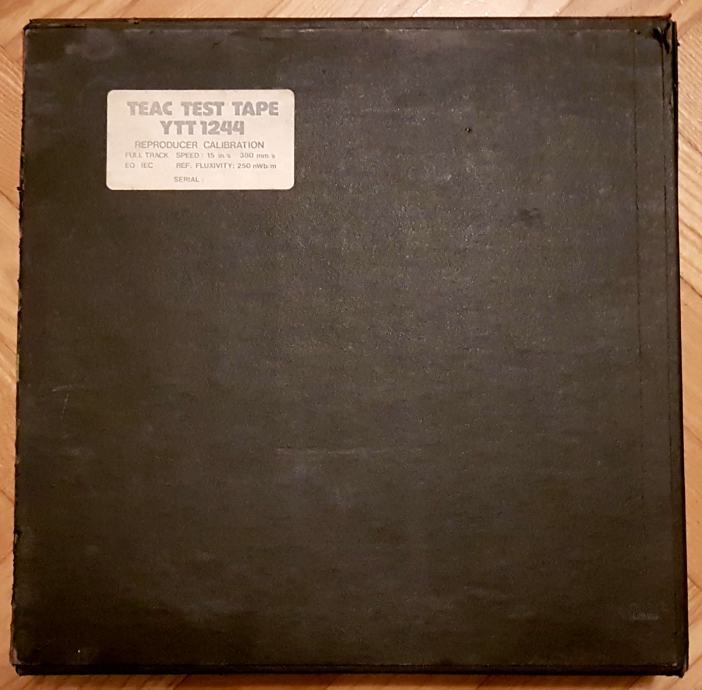 TEAC TEST TAPE
YTT 1244
REPRODUCER CALIBRATION
FULL TRACK SPEED: 15 in/s 380 mm/s
EQ: IEC REF. FLUXIVITY: 250 nWb/m
SERIAL: